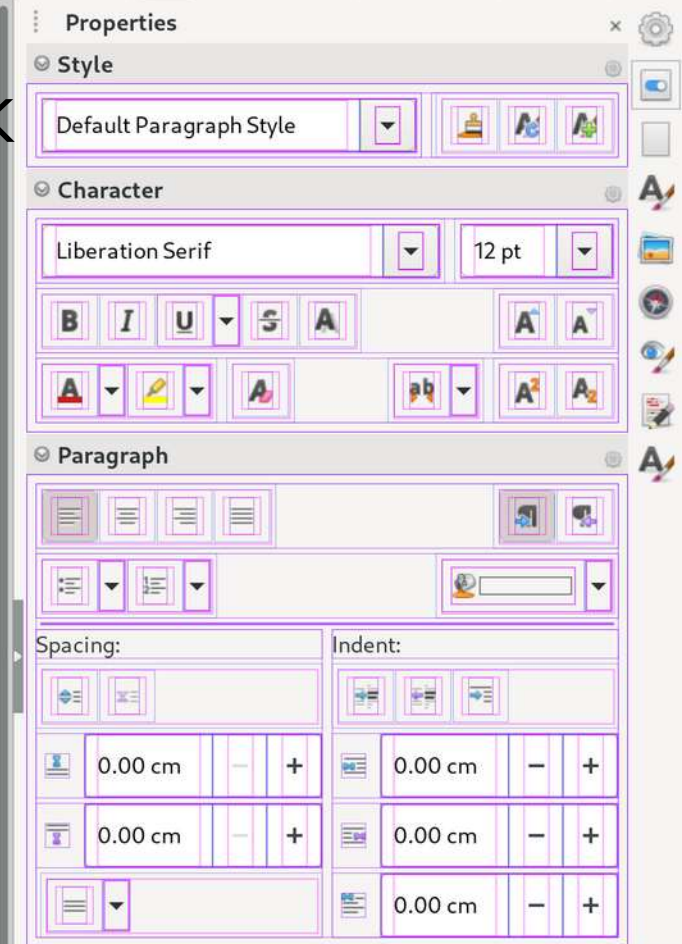 Properties
Style
Default Paragraph Style
Character
Liberation Serif
12 pt
Paragraph
Spacing:
Indent:
0.00 cm
0.00 cm
0.00 cm
0.00 cm
0.00 cm